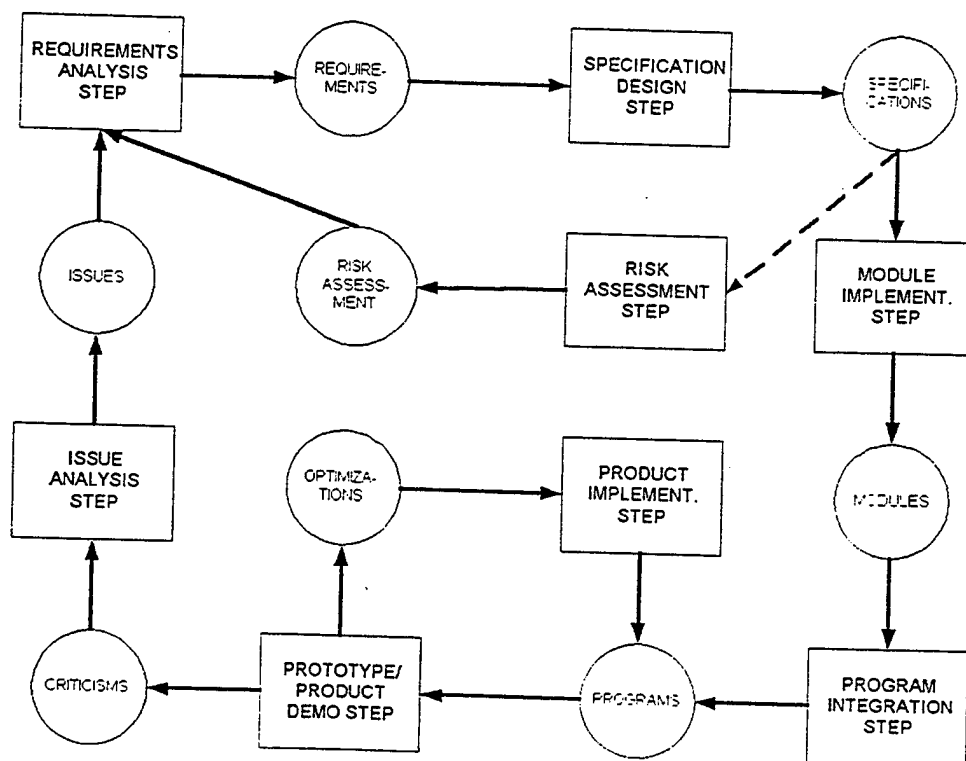 REQUIREMENTS
ANALYSIS
STEP
REQUIRE-
MENTS
SPECIFICATION
DESIGN
STEP
SPECIFI-
CATIONS
ISSUES
RISK
ASSESS-
MENT
RISK
ASSESSMENT
STEP
MODULE
IMPLEMENT.
STEP
ISSUE
ANALYSIS
STEP
OPTIMIZA-
TIONS
PRODUCT
IMPLEMENT.
STEP
MODULES
CRITICISMS
PROTOTYPE/
PRODUCT
DEMO STEP
PROGRAMS
PROGRAM
INTEGRATION
STEP